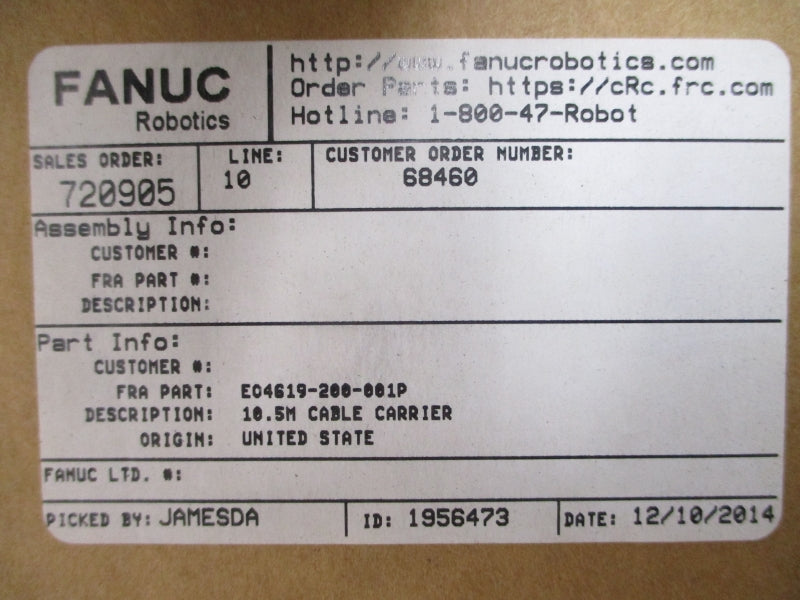 FANUC
Robotics
http://www.fanucrobotics.com
Order Parts: https://cRc.frc.com
Hotline: 1-800-47-Robot
SALES ORDER: LINE: CUSTOMER ORDER NUMBER:
720905 10 68460
Assembly Info:
CUSTOMER #:
FRA PART #:
DESCRIPTION:
Part Info:
CUSTOMER #:
FRA PART: EO4619-200-001P
DESCRIPTION: 10.5M CABLE CARRIER
ORIGIN: UNITED STATE
FANUC LTD. #:
PICKED BY: JAMESDA ID: 1956473 DATE: 12/10/2014